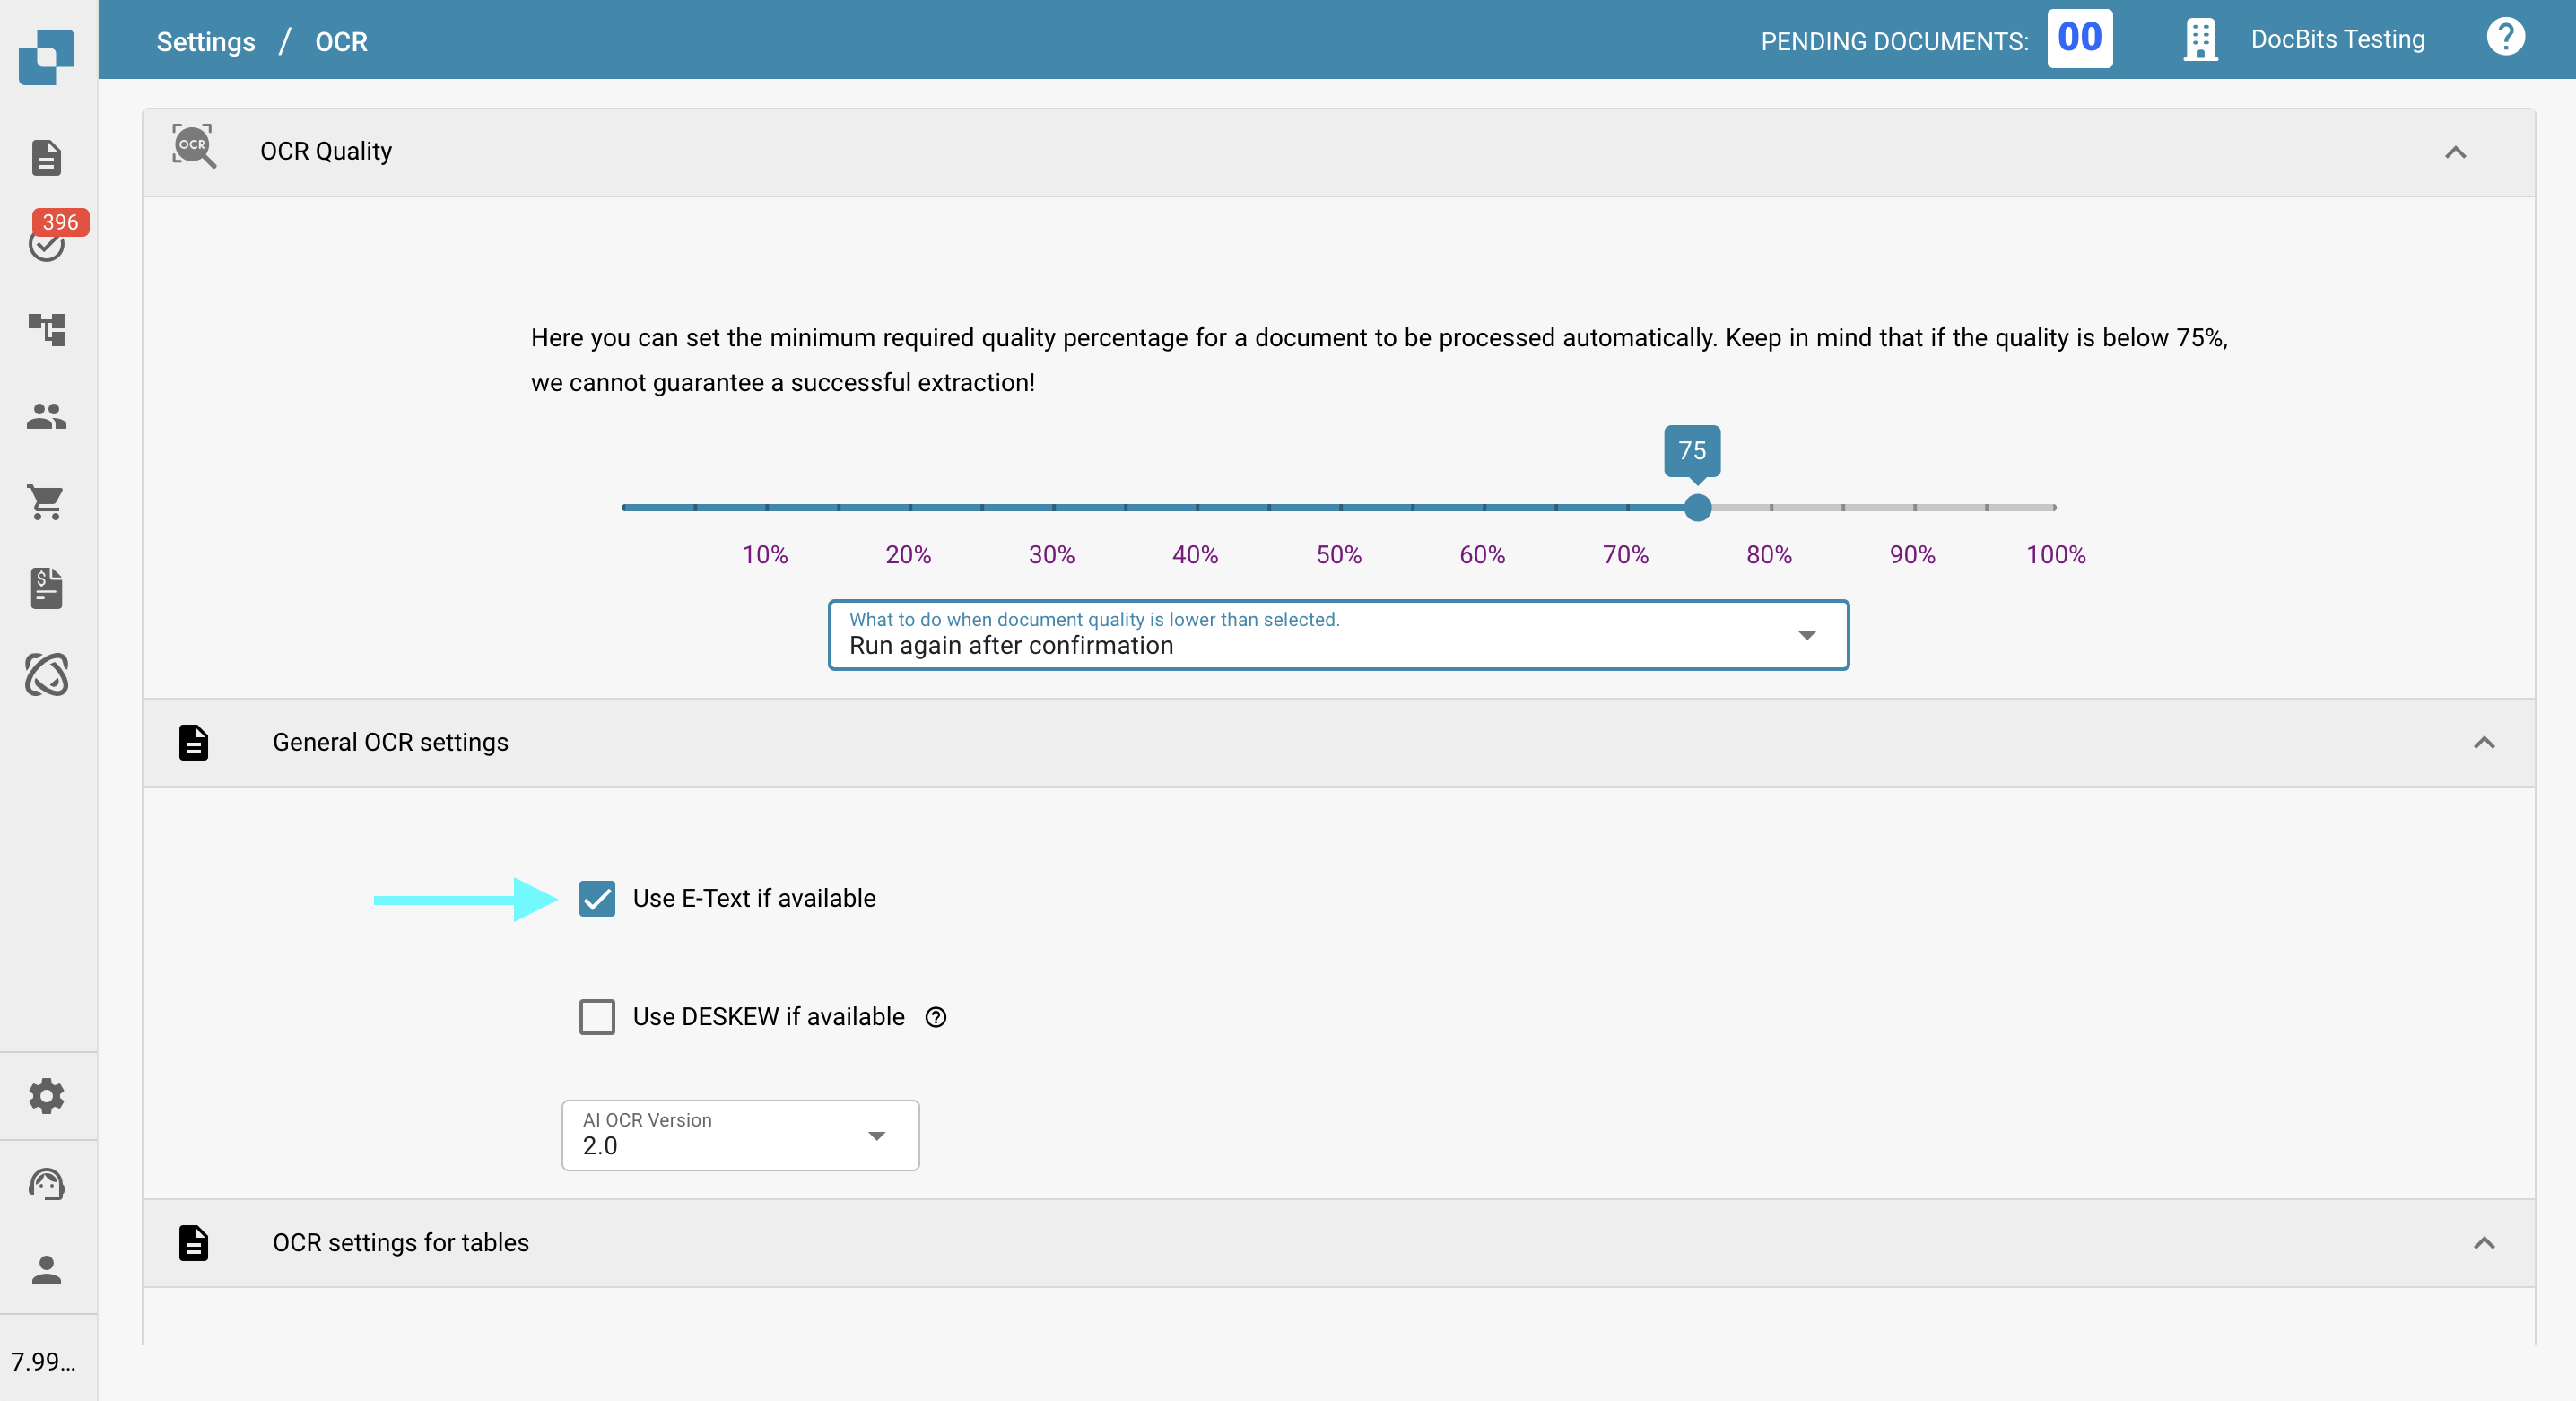 Settings / OCR
PENDING DOCUMENTS: 00
DocBits Testing
?
396
OCR
OCR Quality
Here you can set the minimum required quality percentage for a document to be processed automatically. Keep in mind that if the quality is below 75%,
we cannot guarantee a successful extraction!
75
10% 20% 30% 40% 50% 60% 70% 80% 90% 100%
What to do when document quality is lower than selected.
Run again after confirmation
General OCR settings
Use E-Text if available
Use DESKEW if available ?
AI OCR Version
2.0
OCR settings for tables
7.99...